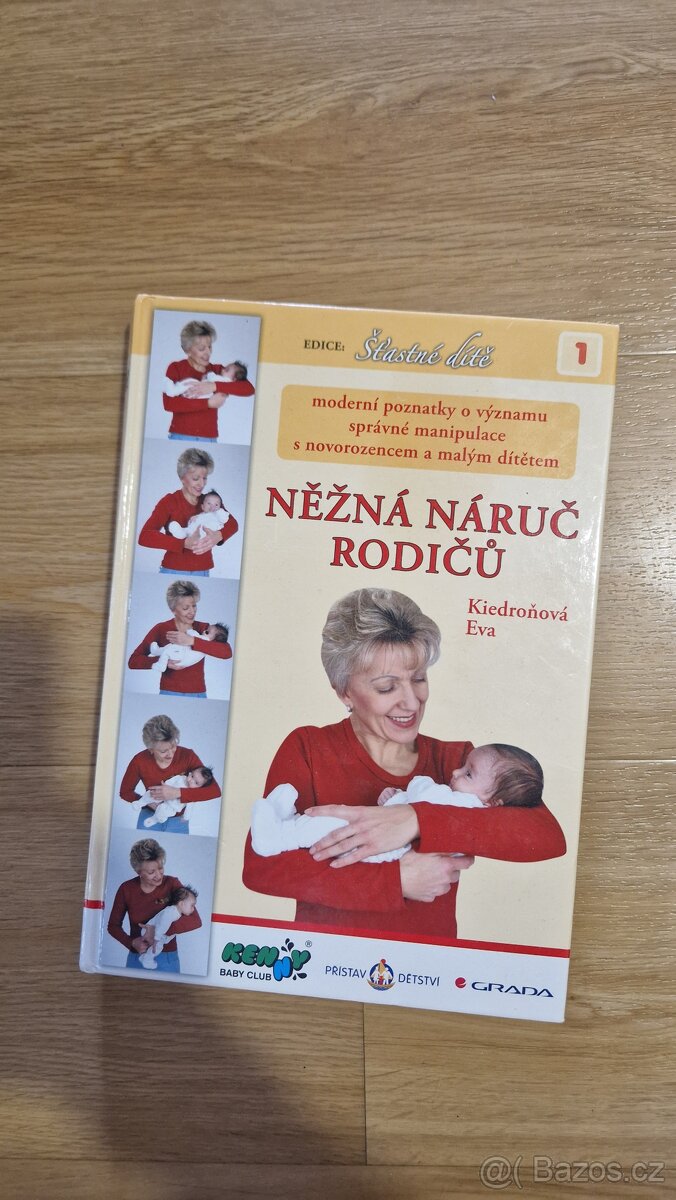 EDICE: Šťastné dítě
1
moderní poznatky o významu
správné manipulace
s novorozencem a malým dítětem
NĚŽNÁ NÁRUČ
RODIČŮ
Kiedroňová
Eva
KENNY ®
BABY CLUB
PŘÍSTAV DĚTSTVÍ
GRADA
@( Bazos.cz